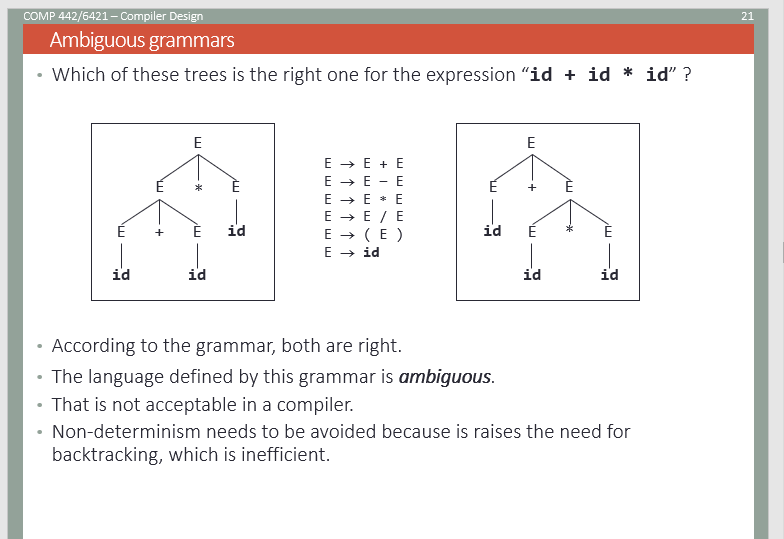 COMP 442/6421 – Compiler Design 21
Ambiguous grammars
• Which of these trees is the right one for the expression “id + id * id” ?
E
E * E
E + E id
id id
E → E + E
E → E – E
E → E * E
E → E / E
E → ( E )
E → id
E
E + E
id E * E
id id
• According to the grammar, both are right.
• The language defined by this grammar is ambiguous.
• That is not acceptable in a compiler.
• Non-determinism needs to be avoided because is raises the need for
backtracking, which is inefficient.